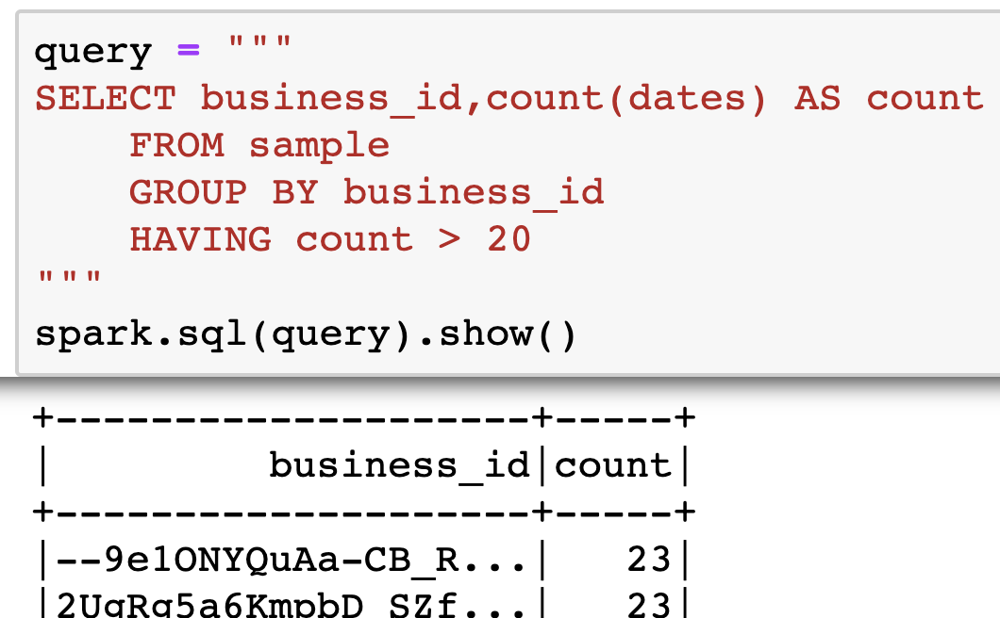 query = """
SELECT business_id,count(dates) AS count
    FROM sample
    GROUP BY business_id
    HAVING count > 20
"""
spark.sql(query).show()
+--------------------+-----+
|         business_id|count|
+--------------------+-----+
|--9e1ONYQuAa-CB_R...|   23|
|2UgRg5a6KmpbD_SZf...|   23|